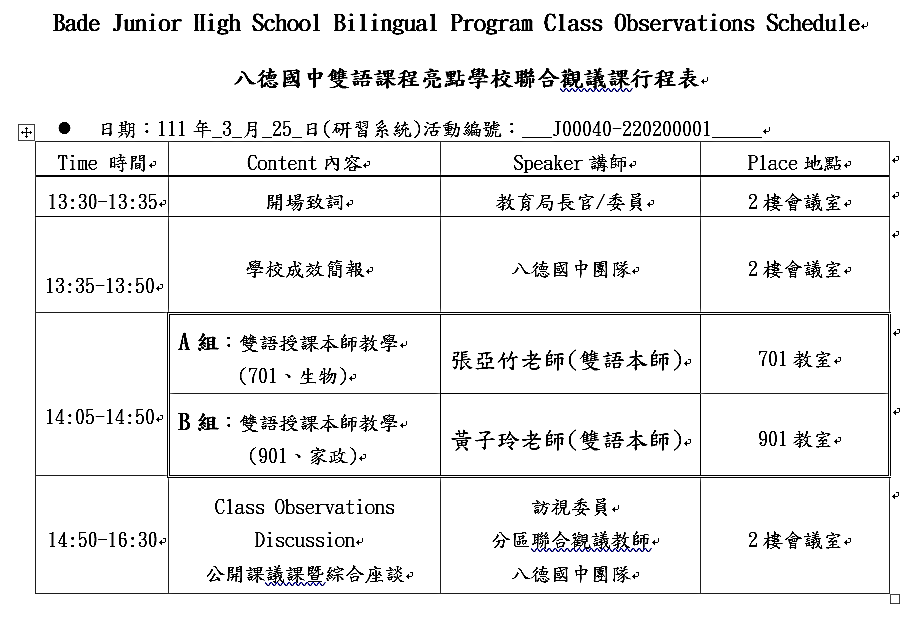 Bade Junior High School Bilingual Program Class Observations Schedule
八德國中雙語課程亮點學校聯合觀議課行程表
● 日期：111 年_3_月_25_日(研習系統)活動編號：___J00040-220200001_____
Time 時間 Content 內容 Speaker 講師 Place 地點
13:30-13:35 開場致詞 教育局長官/委員 2 樓會議室
13:35-13:50 學校成效簡報 八德國中團隊 2 樓會議室
14:05-14:50
A 組：雙語授課本師教學
(701、生物)
張亞竹老師(雙語本師)
701 教室
B 組：雙語授課本師教學
(901、家政)
黃子玲老師(雙語本師)
901 教室
14:50-16:30
Class Observations
Discussion
公開課議課暨綜合座談
訪視委員
分區聯合觀議教師
八德國中團隊
2 樓會議室